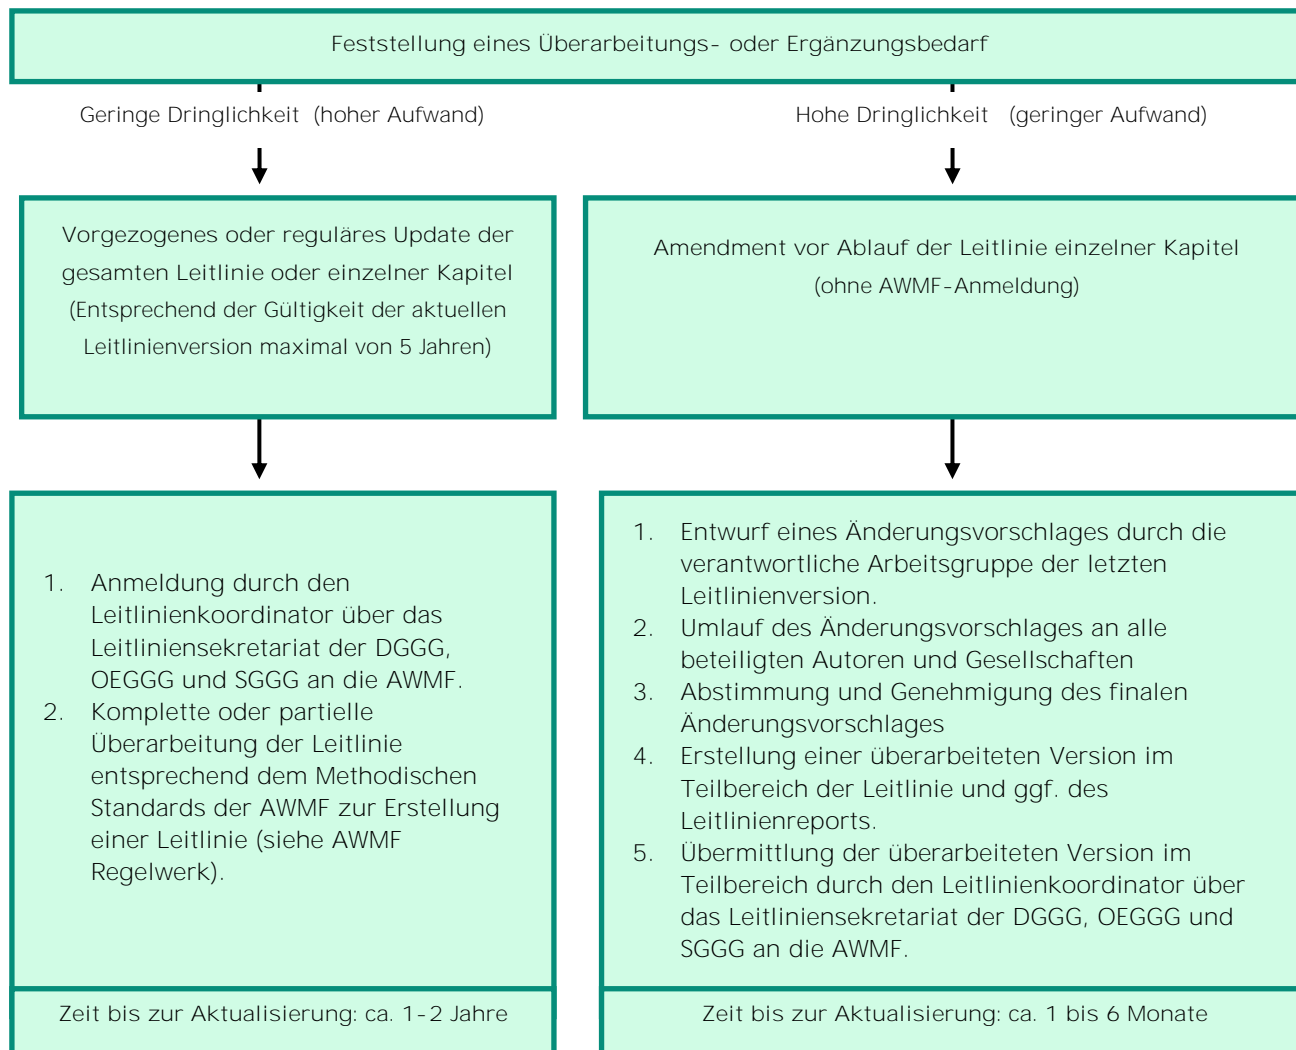 Feststellung eines Überarbeitungs- oder Ergänzungsbedarf
Geringe Dringlichkeit (hoher Aufwand)
Hohe Dringlichkeit (geringer Aufwand)
Vorgezogenes oder reguläres Update der
gesamten Leitlinie oder einzelner Kapitel
(Entsprechend der Gültigkeit der aktuellen
Leitlinienversion maximal von 5 Jahren)
Amendment vor Ablauf der Leitlinie einzelner Kapitel
(ohne AWMF-Anmeldung)
1. Anmeldung durch den
Leitlinienkoordinator über das
Leitliniensekretariat der DGGG,
OEGGG und SGGG an die AWMF.
2. Komplette oder partielle
Überarbeitung der Leitlinie
entsprechend dem Methodischen
Standards der AWMF zur Erstellung
einer Leitlinie (siehe AWMF
Regelwerk).
Zeit bis zur Aktualisierung: ca. 1-2 Jahre
1. Entwurf eines Änderungsvorschlages durch die
verantwortliche Arbeitsgruppe der letzten
Leitlinienversion.
2. Umlauf des Änderungsvorschlages an alle
beteiligten Autoren und Gesellschaften
3. Abstimmung und Genehmigung des finalen
Änderungsvorschlages
4. Erstellung einer überarbeiteten Version im
Teilbereich der Leitlinie und ggf. des
Leitlinienreports.
5. Übermittlung der überarbeiteten Version im
Teilbereich durch den Leitlinienkoordinator über
das Leitliniensekretariat der DGGG, OEGGG und
SGGG an die AWMF.
Zeit bis zur Aktualisierung: ca. 1 bis 6 Monate